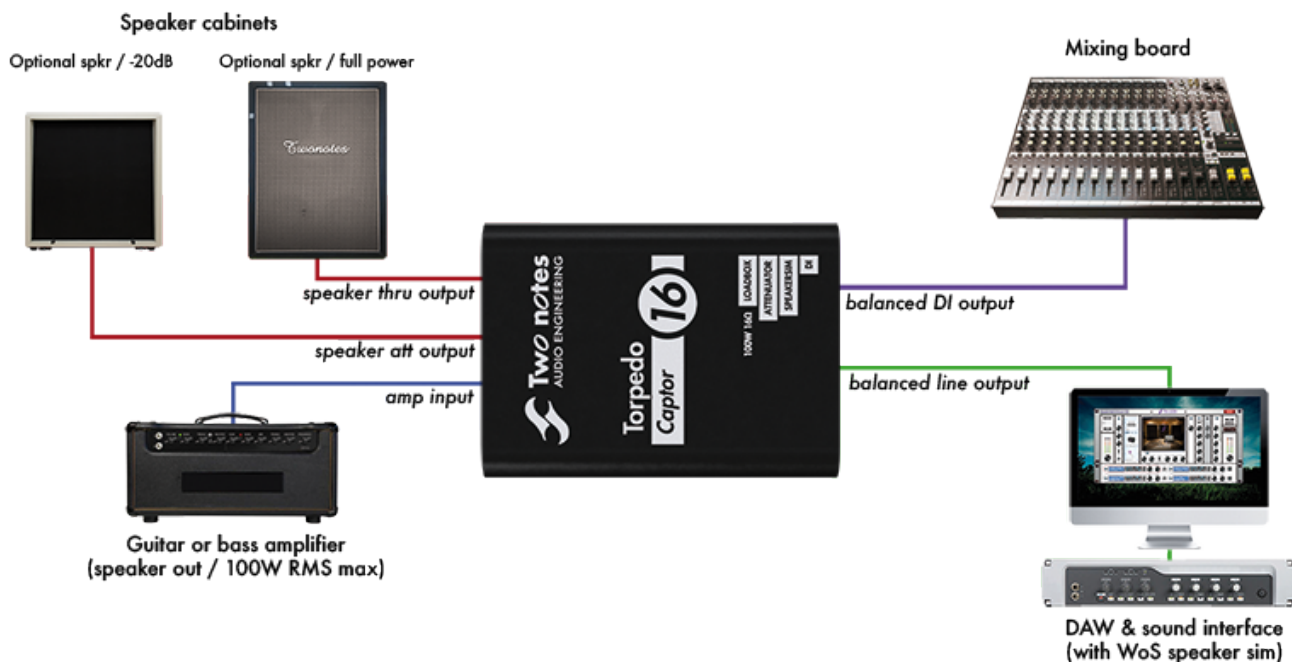 Speaker cabinets
Optional spkr / -20dB
Optional spkr / full power
Twonotes
Mixing board
speaker thru output
speaker att output
amp input
Two notes
AUDIO ENGINEERING
Torpedo
Captor
16
100W 16Ω
LOADBOX
ATTENUATOR
SPEAKERSIM
DI
balanced DI output
balanced line output
Guitar or bass amplifier
(speaker out / 100W RMS max)
DAW & sound interface
(with WoS speaker sim)